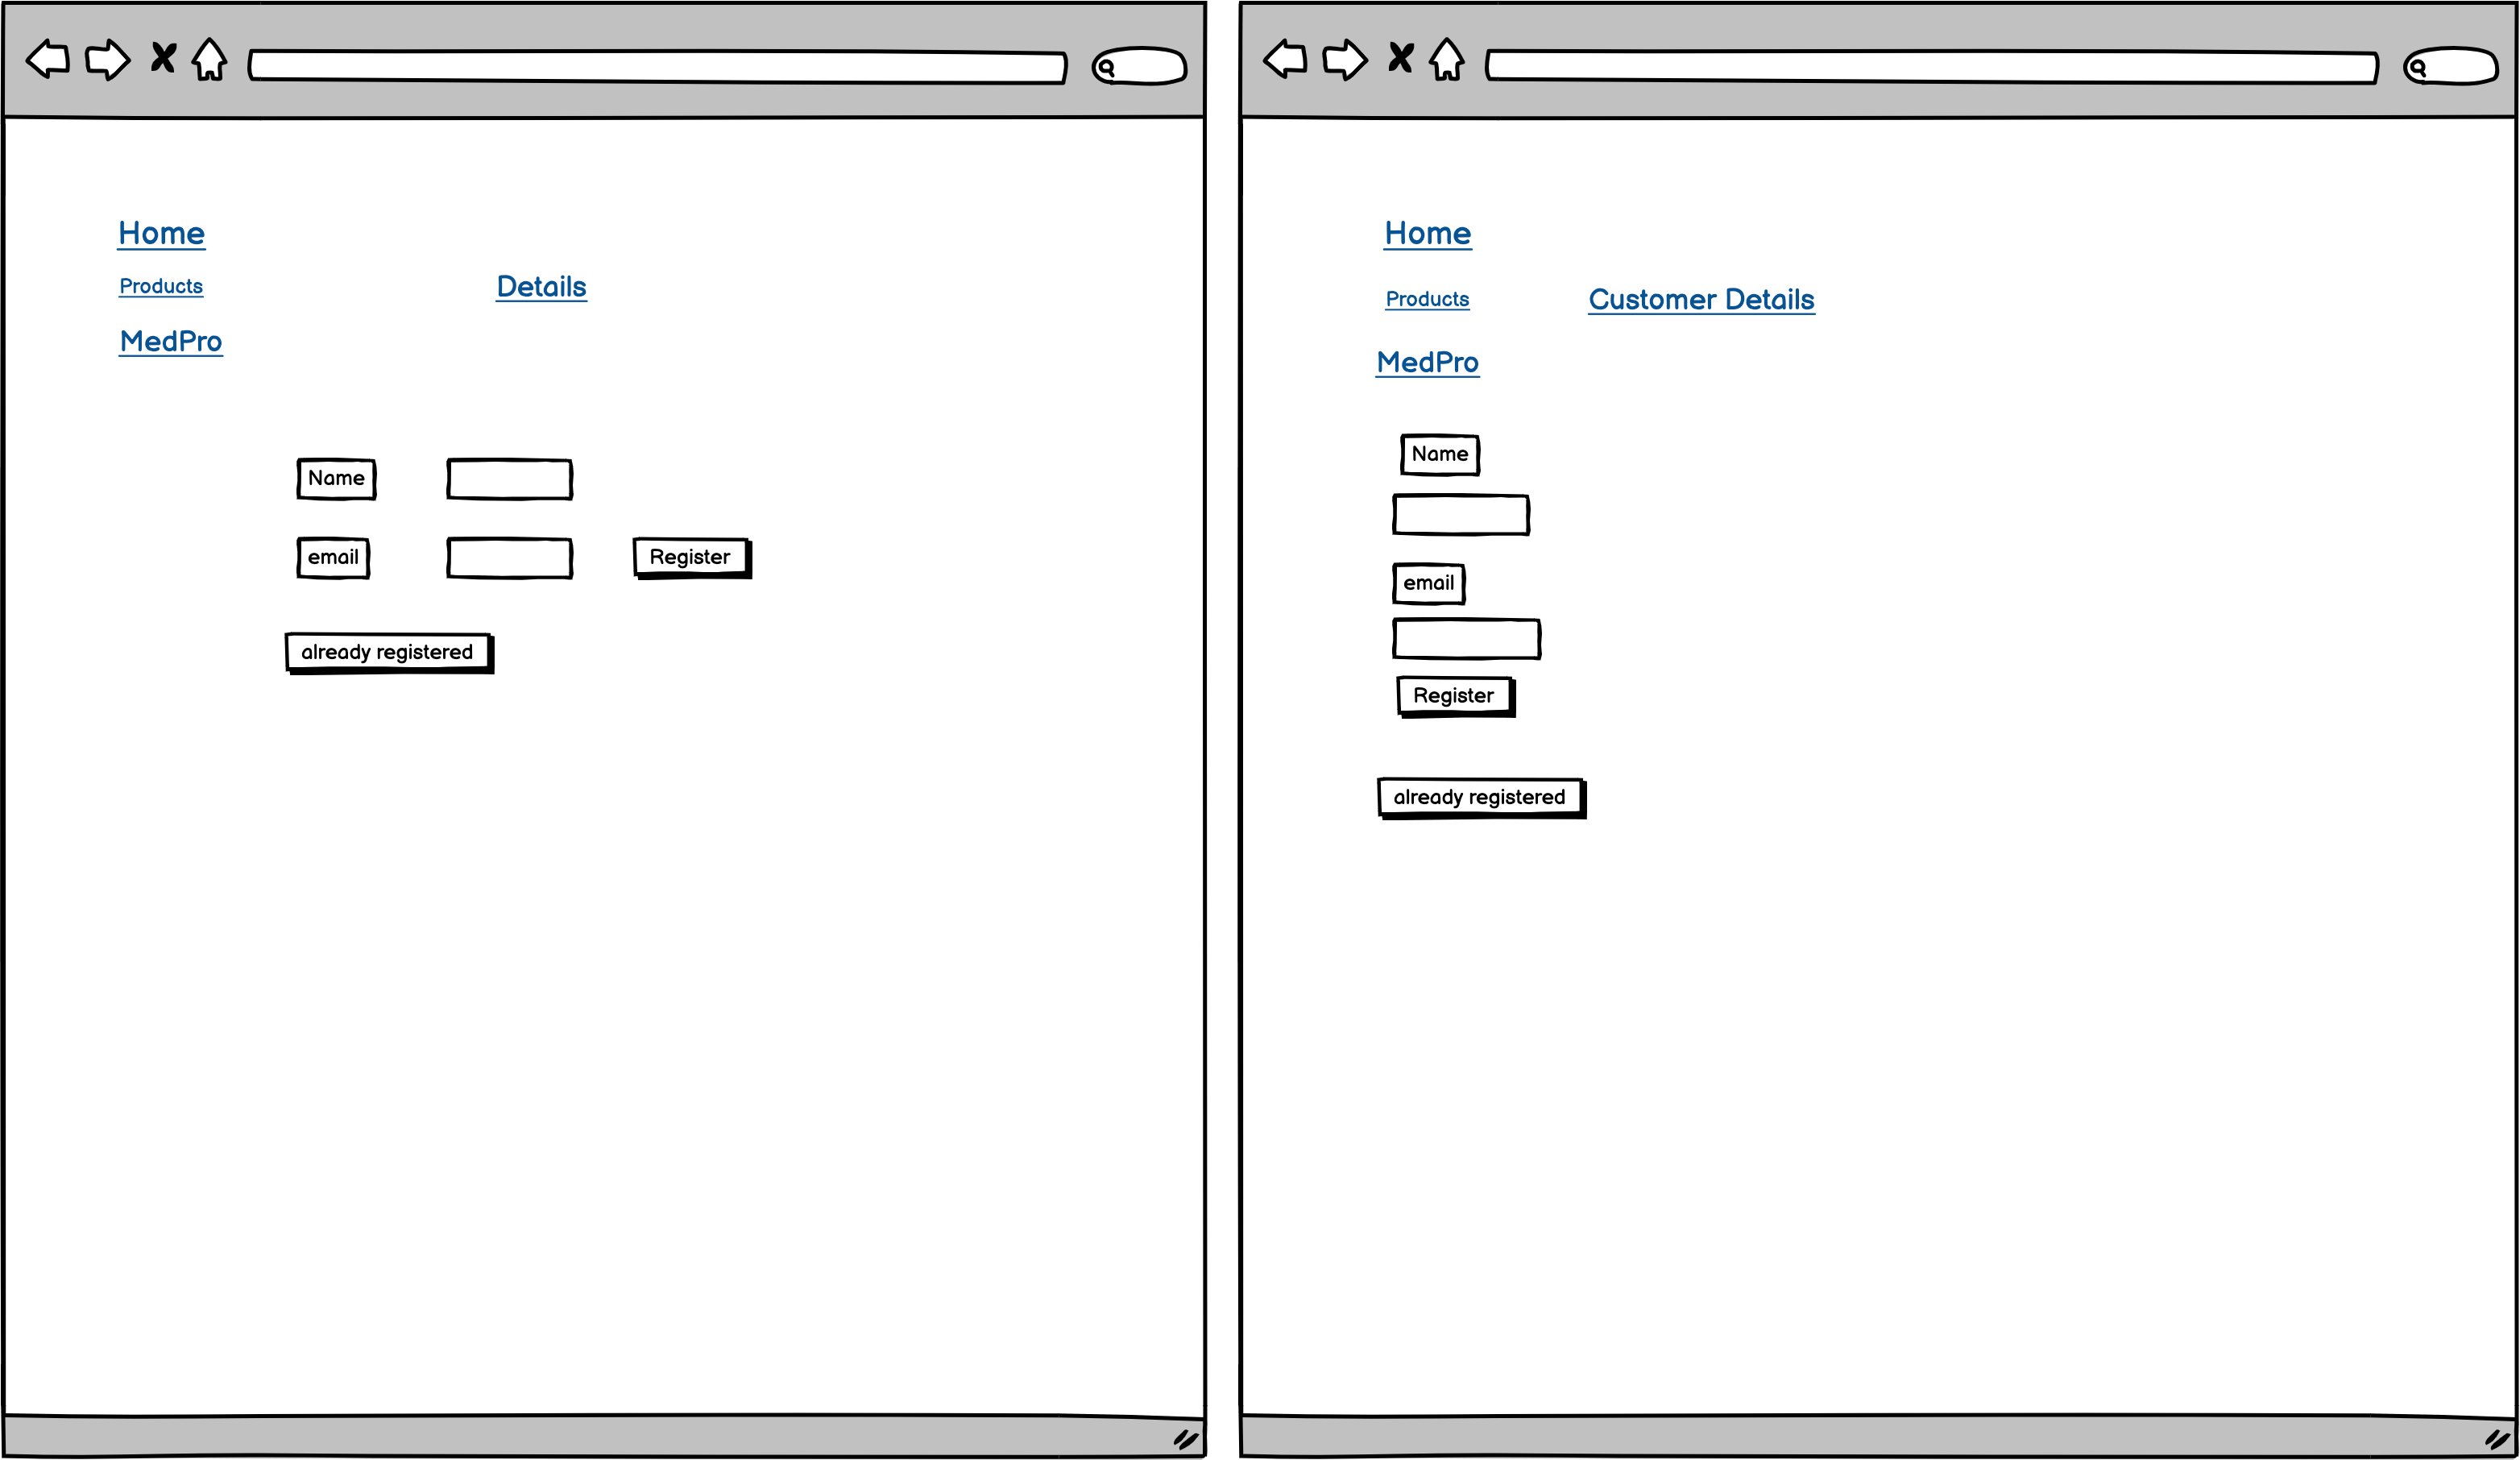 Home
Products
Details
MedPro
Name
email
Register
already registered
Home
Products
Customer Details
MedPro
Name
email
Register
already registered